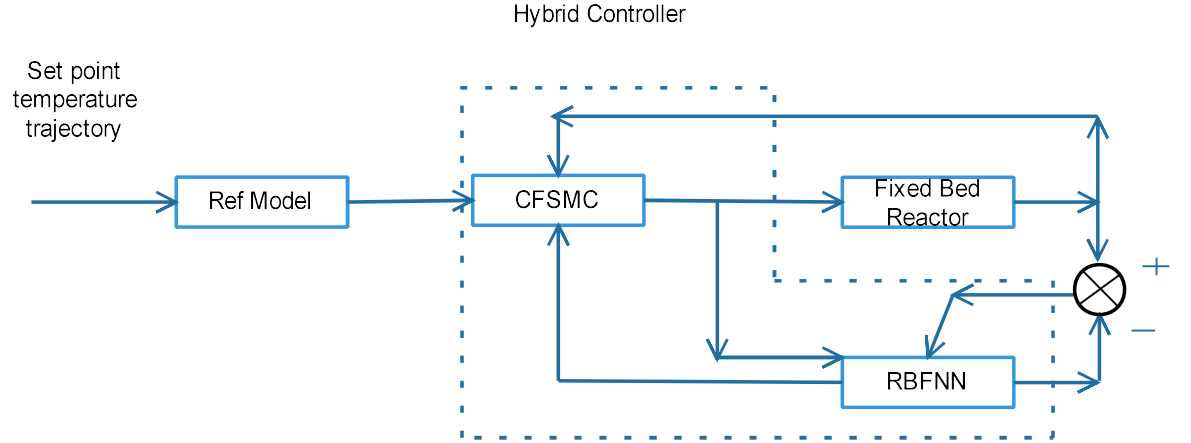 Hybrid Controller
Set point
temperature
trajectory
Ref Model
CFSMC
Fixed Bed
Reactor
+
−
RBFNN